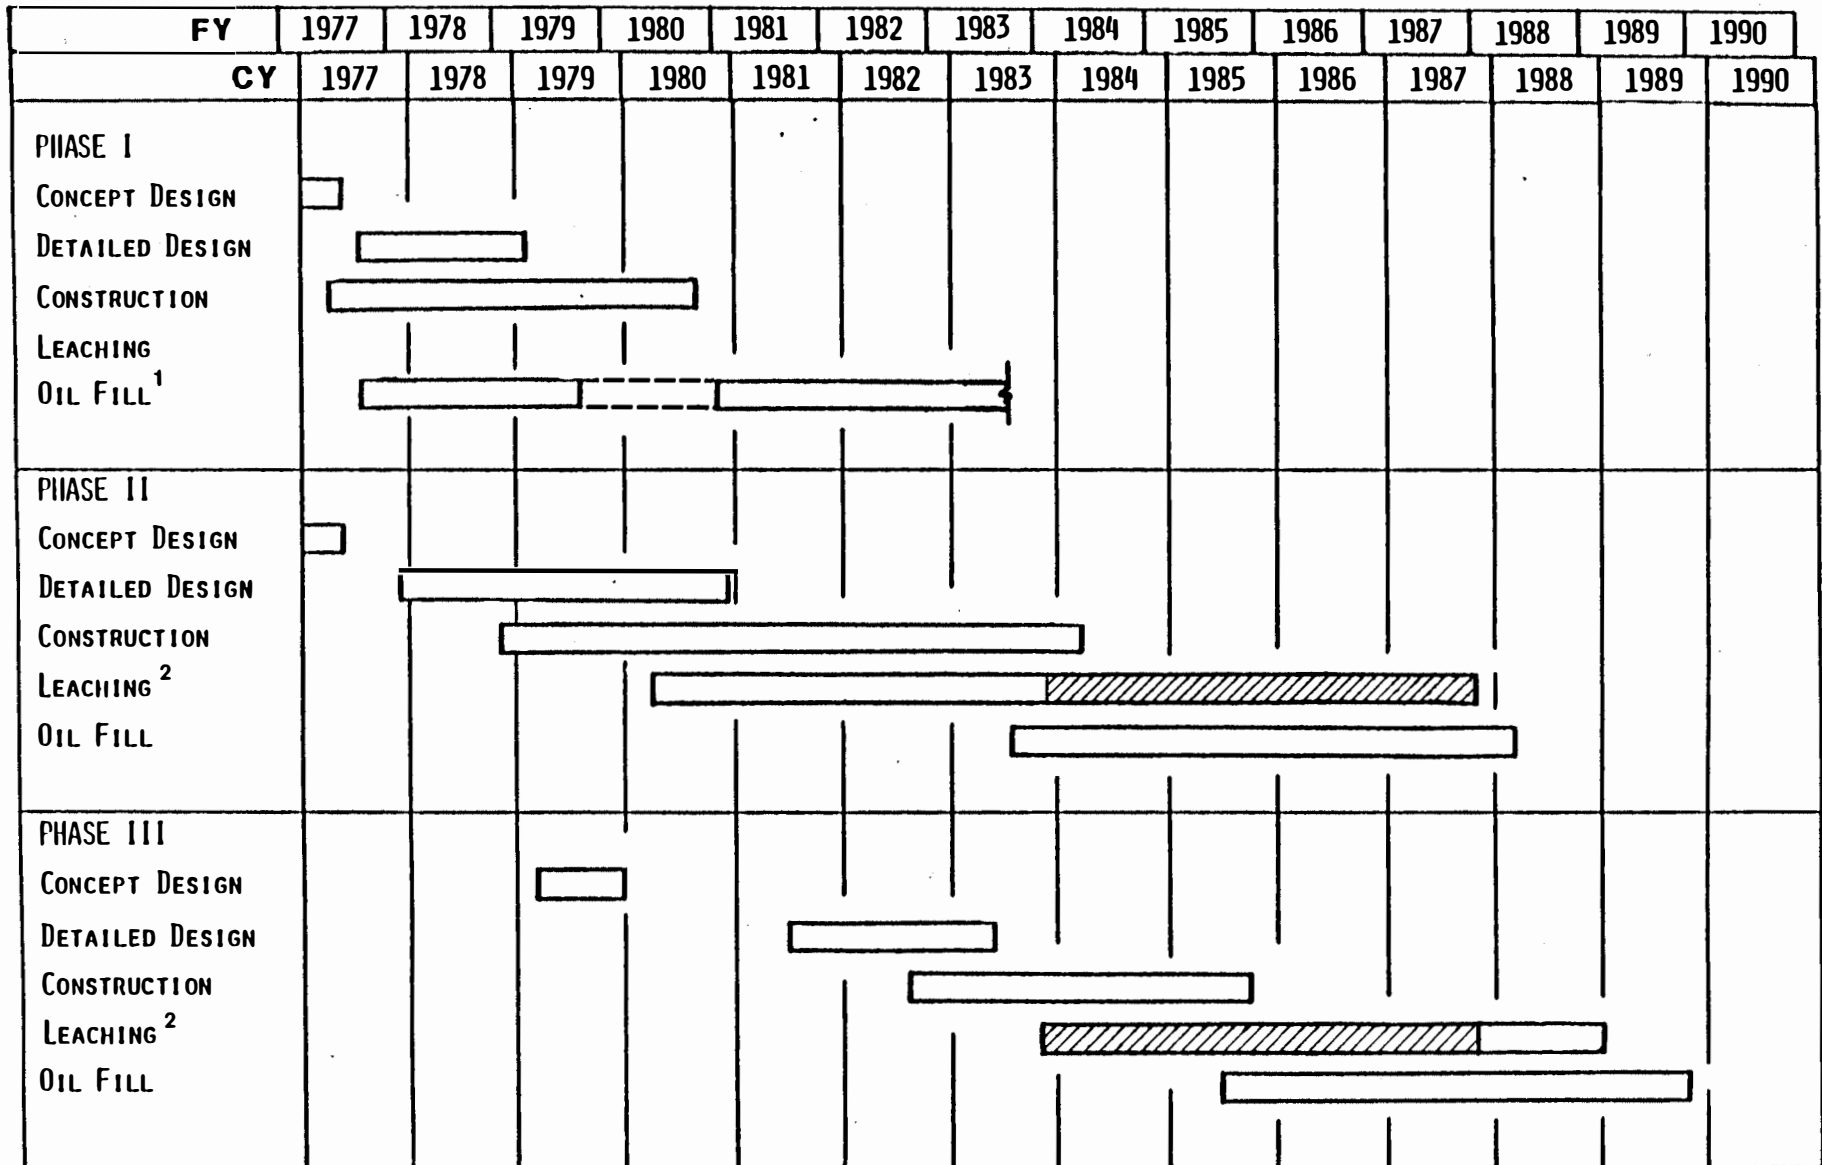 FY 1977 1978 1979 1980 1981 1982 1983 1984 1985 1986 1987 1988 1989 1990
CY 1977 1978 1979 1980 1981 1982 1983 1984 1985 1986 1987 1988 1989 1990
PHASE I
CONCEPT DESIGN
DETAILED DESIGN
CONSTRUCTION
LEACHING
OIL FILL¹
PHASE II
CONCEPT DESIGN
DETAILED DESIGN
CONSTRUCTION
LEACHING²
OIL FILL
PHASE III
CONCEPT DESIGN
DETAILED DESIGN
CONSTRUCTION
LEACHING²
OIL FILL